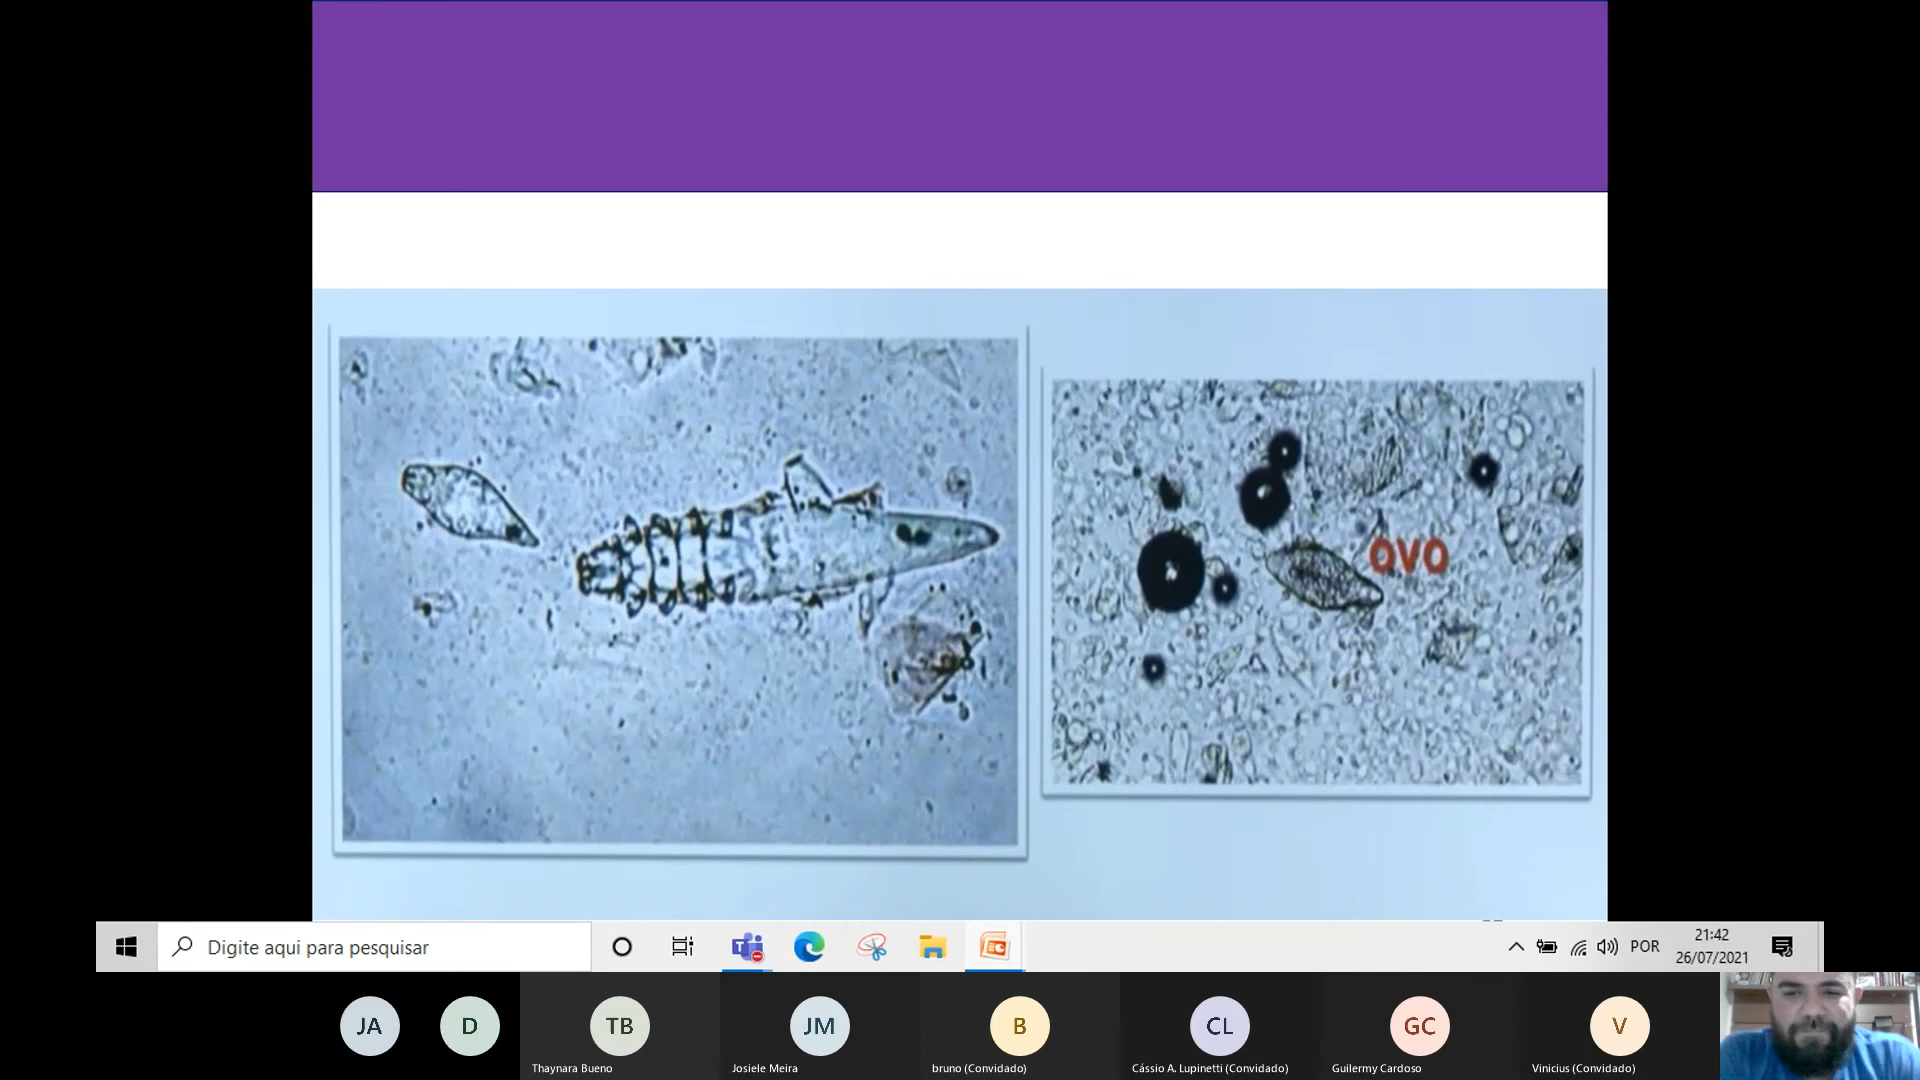 OVO
Digite aqui para pesquisar
POR
21:42
26/07/2021
JA
D
TB
JM
B
CL
GC
V
Thaynara Bueno
Josiele Meira
bruno (Convidado)
Cássio A. Lupinetti (Convidado)
Guilermy Cardoso
Vinicius (Convidado)